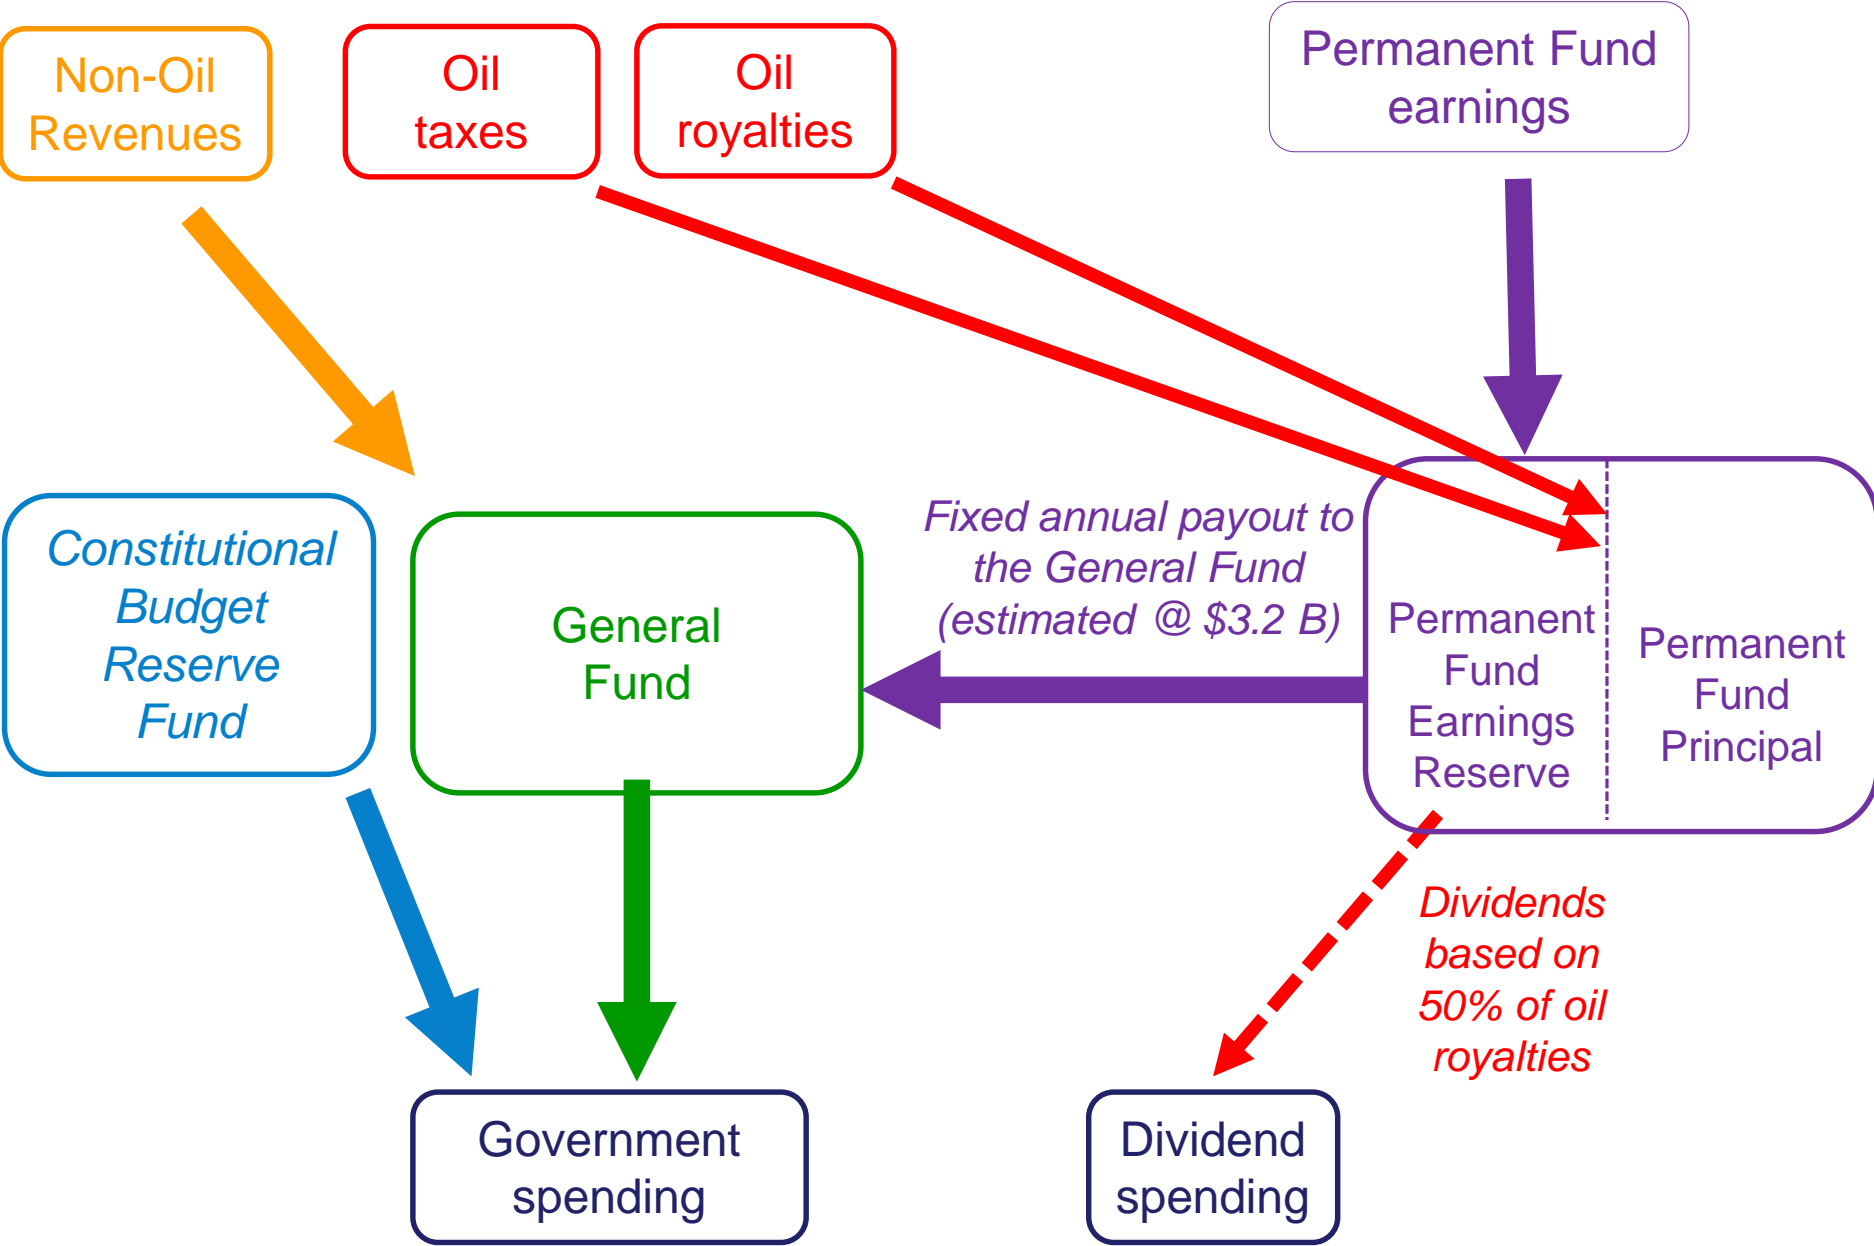 Non-Oil
Revenues
Oil
taxes
Oil
royalties
Permanent Fund
earnings
Constitutional
Budget
Reserve
Fund
General
Fund
Fixed annual payout to
the General Fund
(estimated @ $3.2 B)
Permanent
Fund
Earnings
Reserve
Permanent
Fund
Principal
Dividends
based on
50% of oil
royalties
Government
spending
Dividend
spending